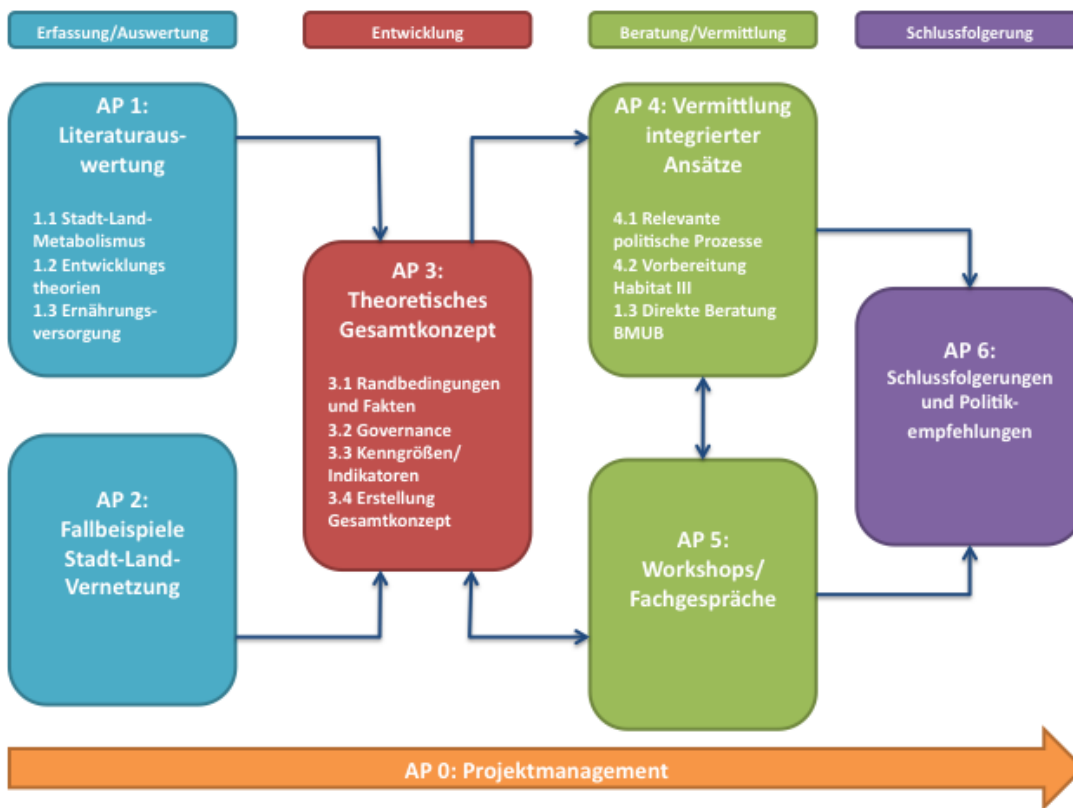 Erfassung/Auswertung
Entwicklung
Beratung/Vermittlung
Schlussfolgerung
AP 1:
Literaturaus-
wertung
1.1 Stadt-Land-
Metabolismus
1.2 Entwicklungs
theorien
1.3 Ernährungs-
versorgung
AP 2:
Fallbeispiele
Stadt-Land-
Vernetzung
AP 3:
Theoretisches
Gesamtkonzept
3.1 Randbedingungen
und Fakten
3.2 Governance
3.3 Kenngrößen/
Indikatoren
3.4 Erstellung
Gesamtkonzept
AP 4: Vermittlung
integrierter
Ansätze
4.1 Relevante
politische Prozesse
4.2 Vorbereitung
Habitat III
1.3 Direkte Beratung
BMUB
AP 5:
Workshops/
Fachgespräche
AP 6:
Schlussfolgerungen
und Politik-
empfehlungen
AP 0: Projektmanagement